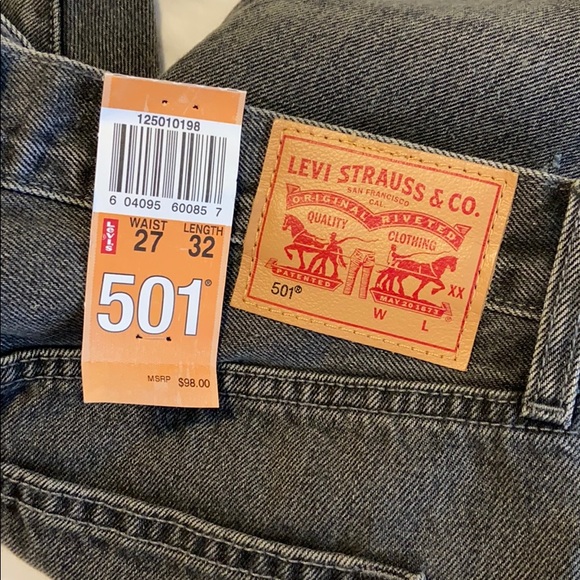 125010198
6 04095 60085 7
LEVI'S
WAIST LENGTH
27 32
501®
MSRP $98.00
LEVI STRAUSS & CO.
SAN FRANCISCO
CAL.
ORIGINAL RIVETED
QUALITY CLOTHING
PATENTED MAY 20 1873
501® XX
W L